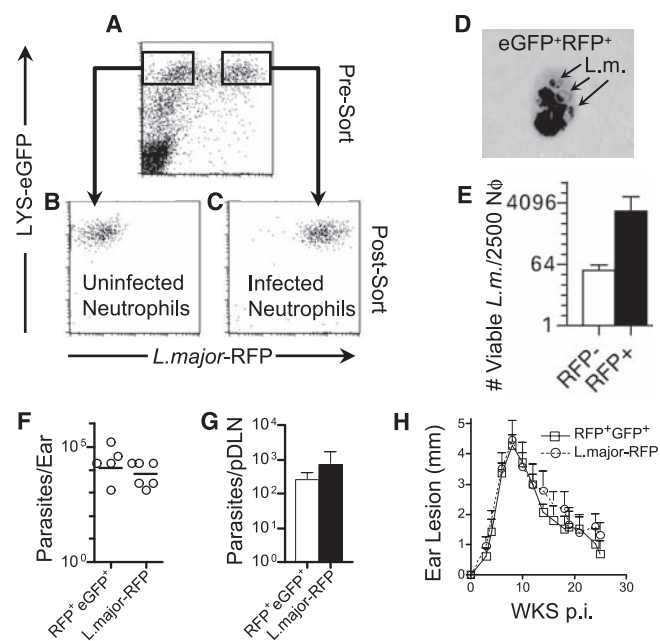 A
LYS-eGFP
Pre-Sort
B
Uninfected
Neutrophils
C
Infected
Neutrophils
Post-Sort
L.major-RFP
D
eGFP+RFP+
L.m.
E
# Viable L.m./2500 Nϕ
4096
64
1
RFP-
RFP+
F
Parasites/Ear
10⁵
10⁰
RFP⁺ eGFP⁺
L.major-RFP
G
Parasites/pDLN
10⁴
10³
10²
10¹
10⁰
RFP⁺ eGFP⁺
L.major-RFP
H
Ear Lesion (mm)
5
4
3
2
1
0
RFP⁺GFP⁺
L.major-RFP
0 10 20 30
WKS p.i.